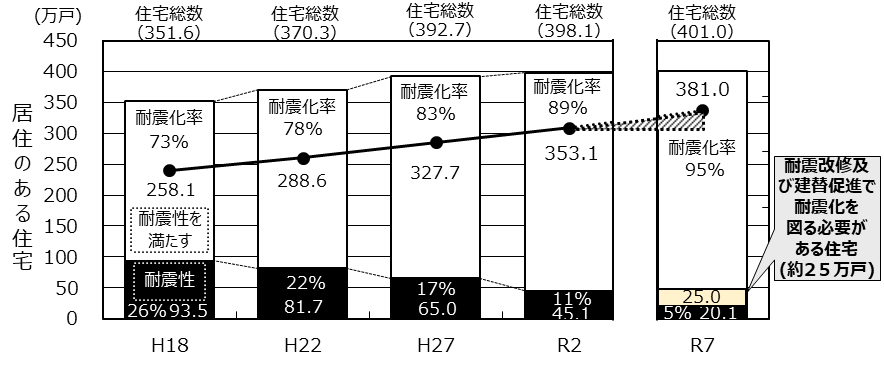 (万戸)
住宅総数
(351.6)
住宅総数
(370.3)
住宅総数
(392.7)
住宅総数
(398.1)
住宅総数
(401.0)
居住のある住宅
450
400
350
300
250
200
150
100
50
0
耐震化率
73%
258.1
耐震性を
満たす
耐震性
26% 93.5
耐震化率
78%
288.6
22%
81.7
耐震化率
83%
327.7
17%
65.0
耐震化率
89%
353.1
11%
45.1
381.0
耐震化率
95%
25.0
5% 20.1
耐震改修及
び建替促進で
耐震化を
図る必要が
ある住宅
(約25万戸)
H18
H22
H27
R2
R7